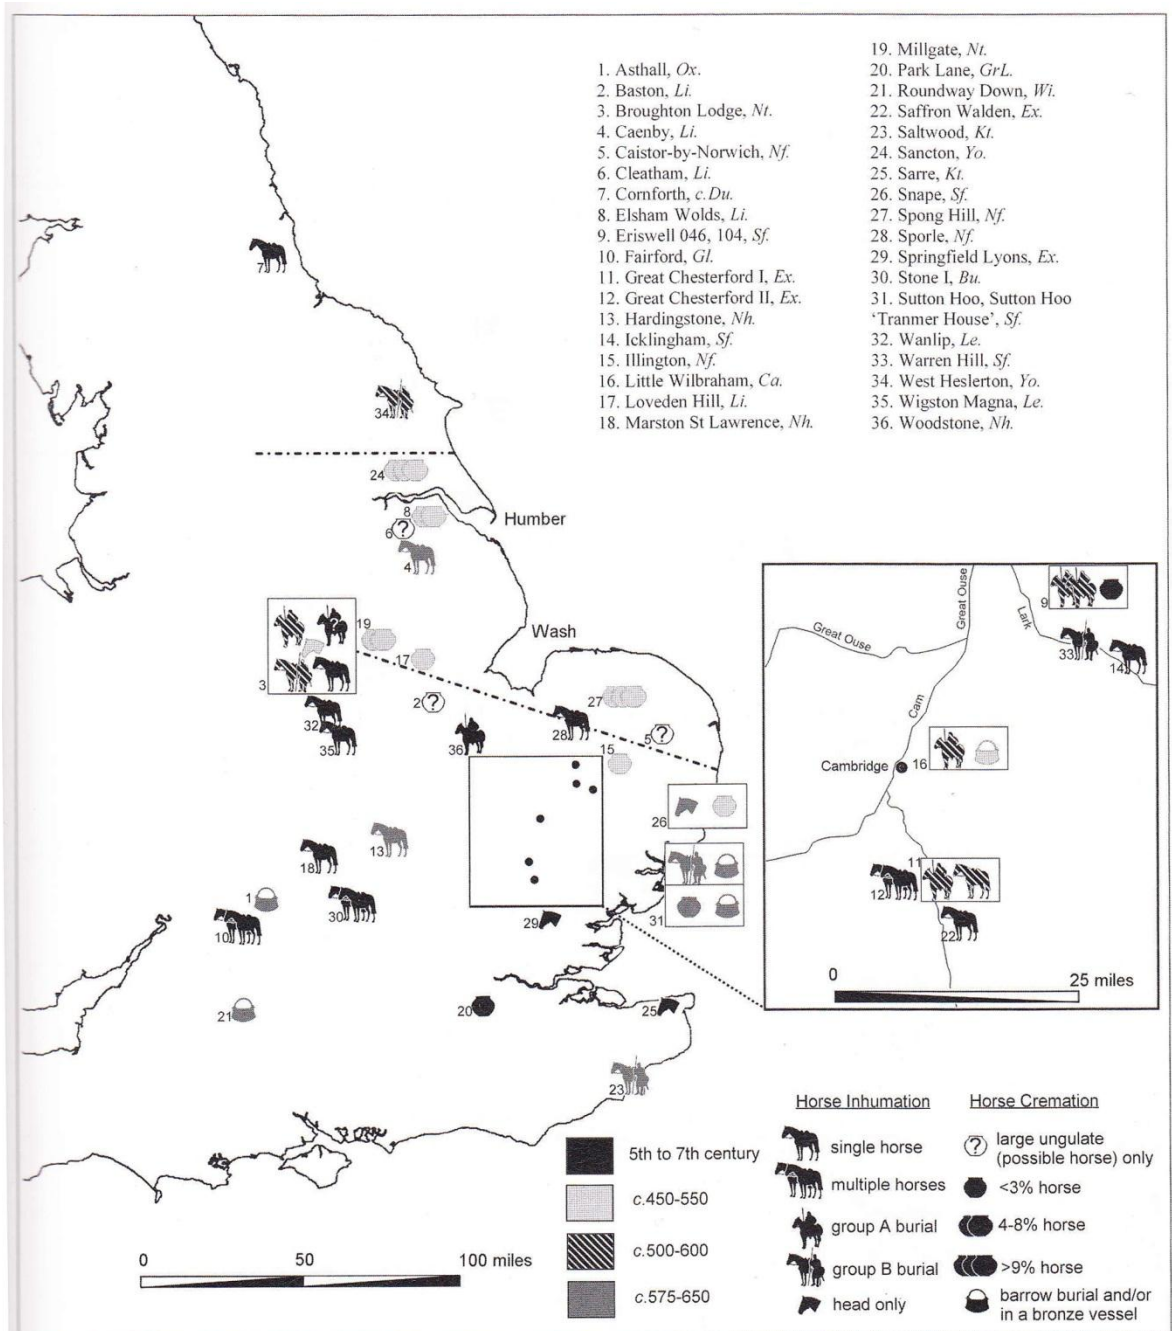 1. Asthall, Ox.
2. Baston, Li.
3. Broughton Lodge, Nt.
4. Caenby, Li.
5. Caistor-by-Norwich, Nf.
6. Cleatham, Li.
7. Cornforth, c.Du.
8. Elsham Wolds, Li.
9. Eriswell 046, 104, Sf.
10. Fairford, Gl.
11. Great Chesterford I, Ex.
12. Great Chesterford II, Ex.
13. Hardingstone, Nh.
14. Icklingham, Sf.
15. Illington, Nf.
16. Little Wilbraham, Ca.
17. Loveden Hill, Li.
18. Marston St Lawrence, Nh.
19. Millgate, Nt.
20. Park Lane, GrL.
21. Roundway Down, Wi.
22. Saffron Walden, Ex.
23. Saltwood, Kt.
24. Sancton, Yo.
25. Sarre, Kt.
26. Snape, Sf.
27. Spong Hill, Nf.
28. Sporle, Nf.
29. Springfield Lyons, Ex.
30. Stone I, Bu.
31. Sutton Hoo, Sutton Hoo
‘Tranmer House’, Sf.
32. Wanlip, Le.
33. Warren Hill, Sf.
34. West Heslerton, Yo.
35. Wigston Magna, Le.
36. Woodstone, Nh.
7
34
24
8
Humber
6
?
4
Wash
19
?
3
17
2
?
27
28
5
?
32
35
36
15
26
18
13
1
10
30
29
31
21
20
25
23
Great Ouse
Great Ouse
Lark
Cam
9
33
14
Cambridge
16
11
12
22
0
25 miles
5th to 7th century
c.450-550
c.500-600
c.575-650
0
50
100 miles
Horse Inhumation
single horse
multiple horses
group A burial
group B burial
head only
Horse Cremation
?
large ungulate
(possible horse) only
<3% horse
4-8% horse
>9% horse
barrow burial and/or
in a bronze vessel